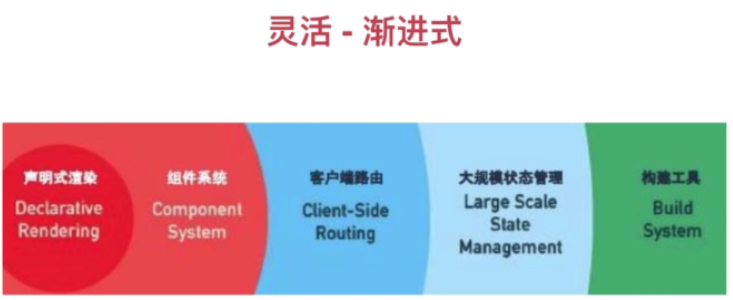 灵活 - 渐进式
声明式渲染
Declarative
Rendering
组件系统
Component
System
客户端路由
Client-Side
Routing
大规模状态管理
Large Scale
State
Management
构建工具
Build
System